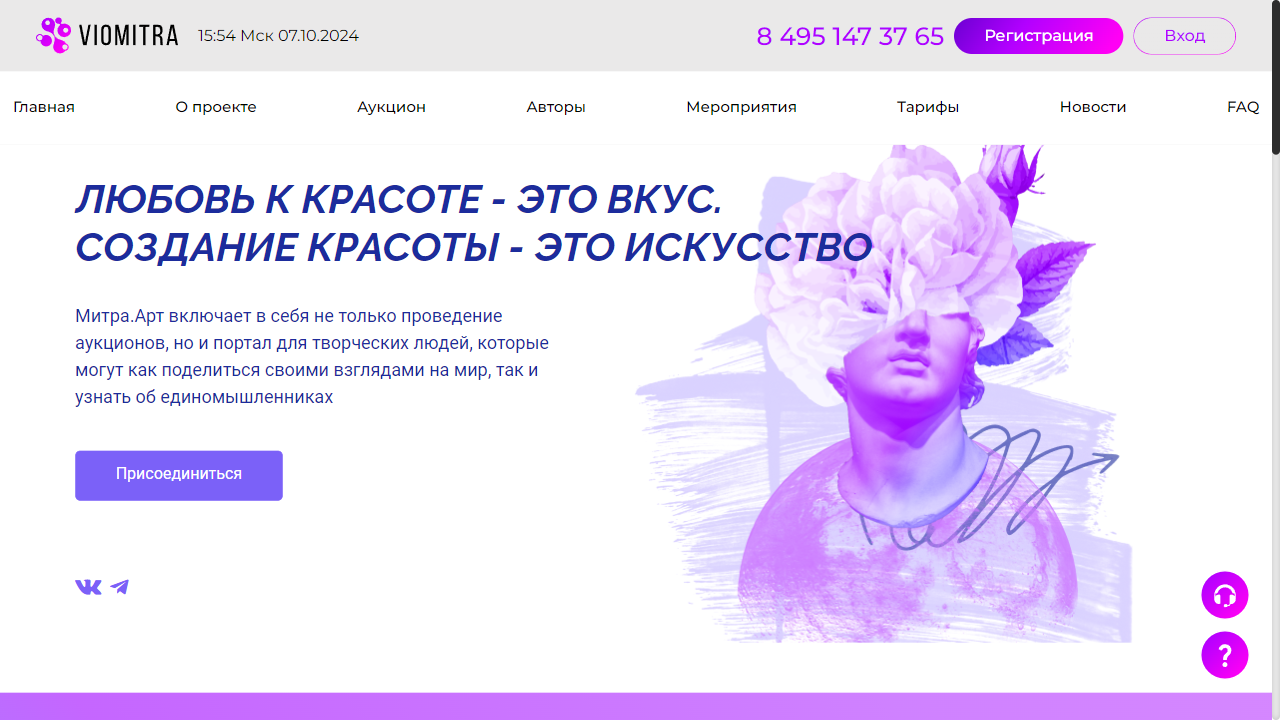 VIOMITRA
15:54 Мск 07.10.2024
8 495 147 37 65
Регистрация
Вход
Главная
О проекте
Аукцион
Авторы
Мероприятия
Тарифы
Новости
FAQ
ЛЮБОВЬ К КРАСОТЕ - ЭТО ВКУС.
СОЗДАНИЕ КРАСОТЫ - ЭТО ИСКУССТВО
Митра.Арт включает в себя не только проведение
аукционов, но и портал для творческих людей, которые
могут как поделиться своими взглядами на мир, так и
узнать об единомышленниках
Присоединиться
?